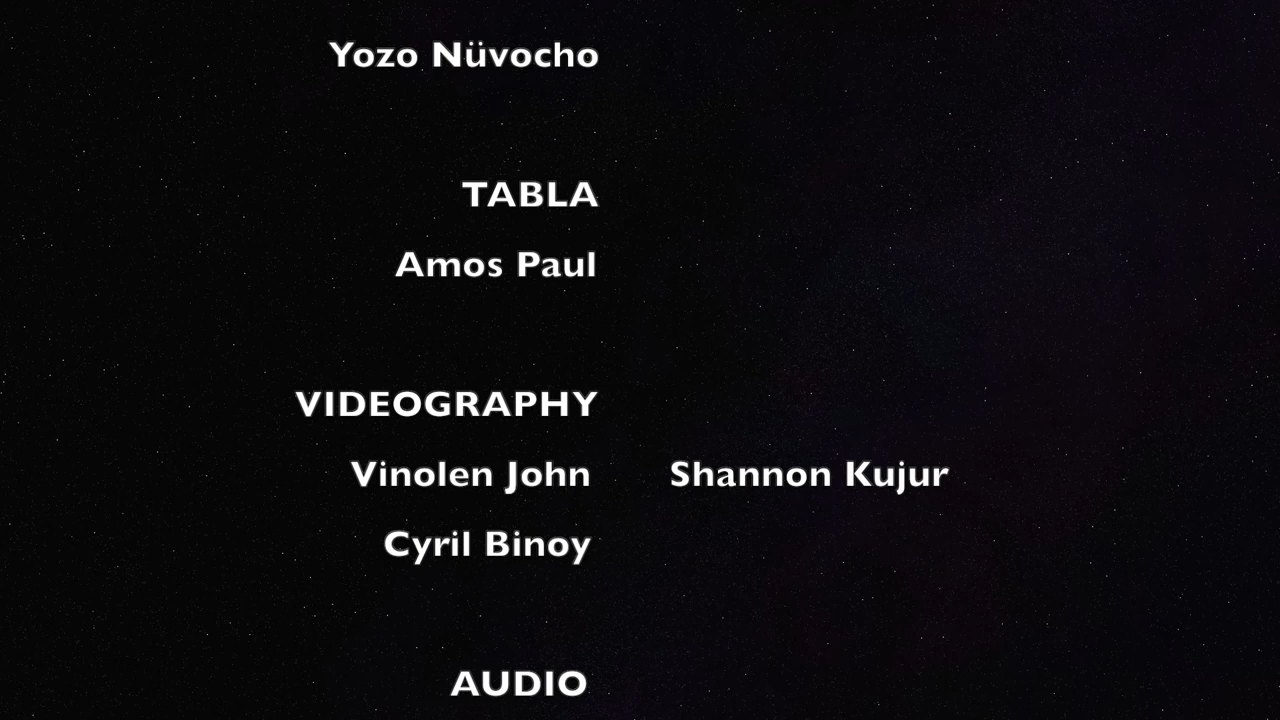 Yozo Nüvocho
TABLA
Amos Paul
VIDEOGRAPHY
Vinolen John Shannon Kujur
Cyril Binoy
AUDIO